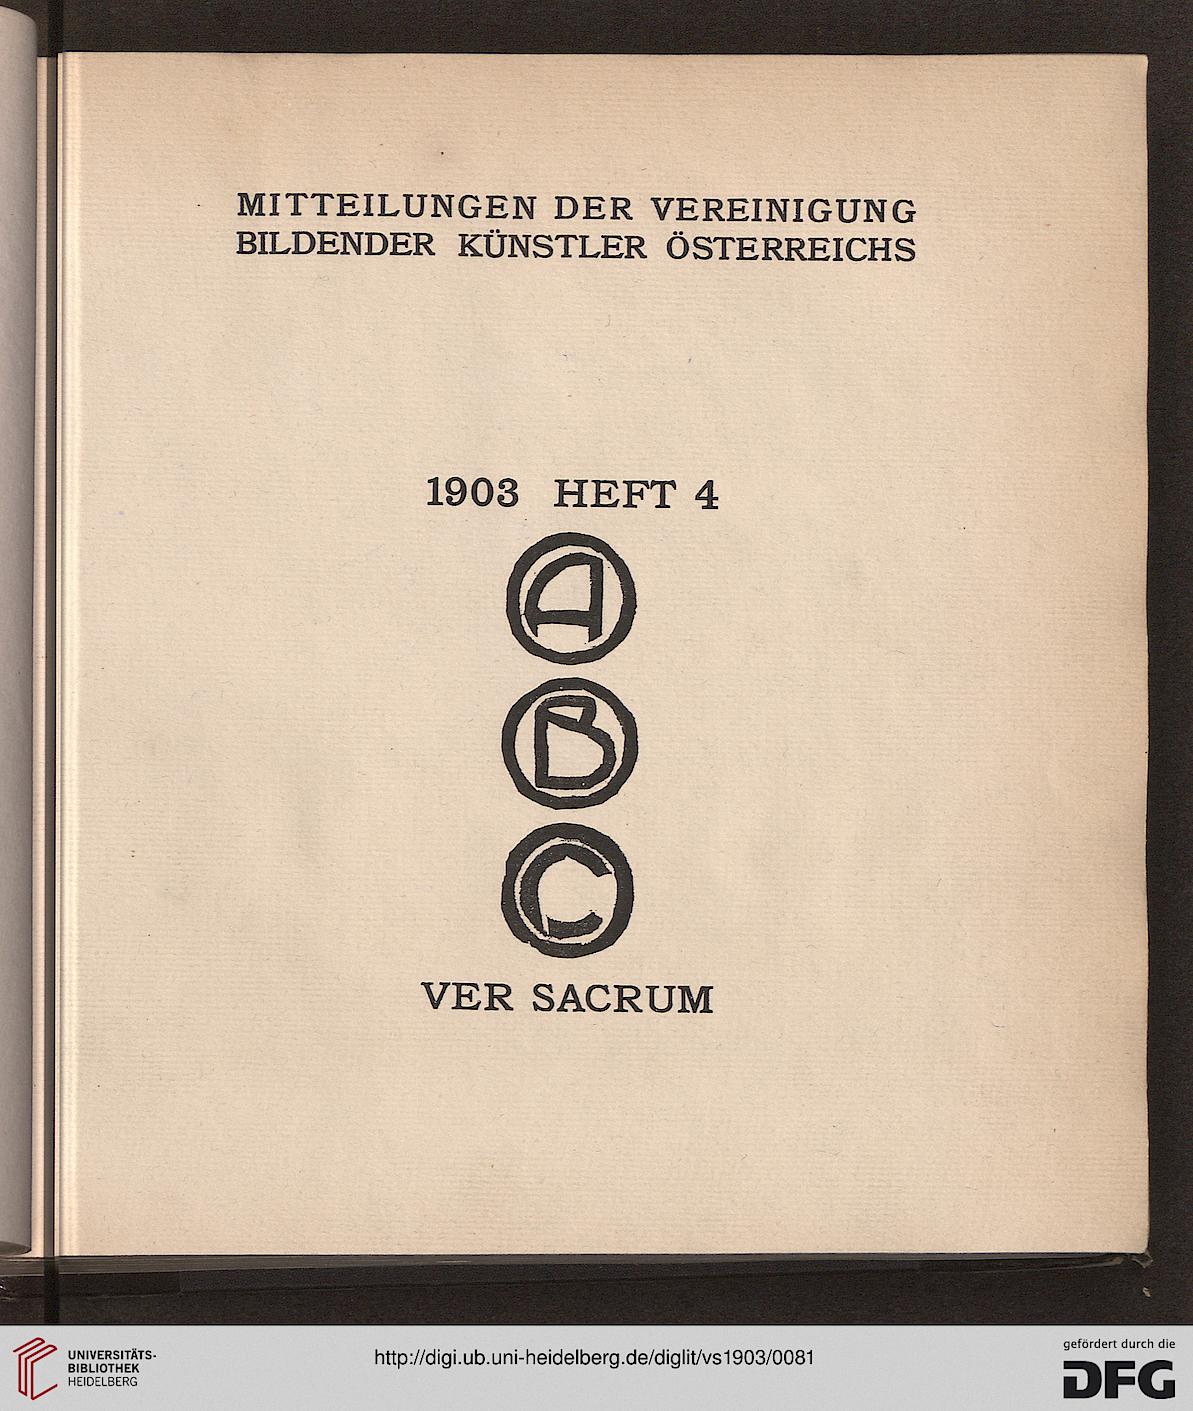 MITTEILUNGEN DER VEREINIGUNG
BILDENDER KÜNSTLER ÖSTERREICHS
1903 HEFT 4
A
B
C
VER SACRUM
UNIVERSITÄTS-
BIBLIOTHEK
HEIDELBERG
http://digi.ub.uni-heidelberg.de/diglit/vs1903/0081
gefördert durch die
DFG